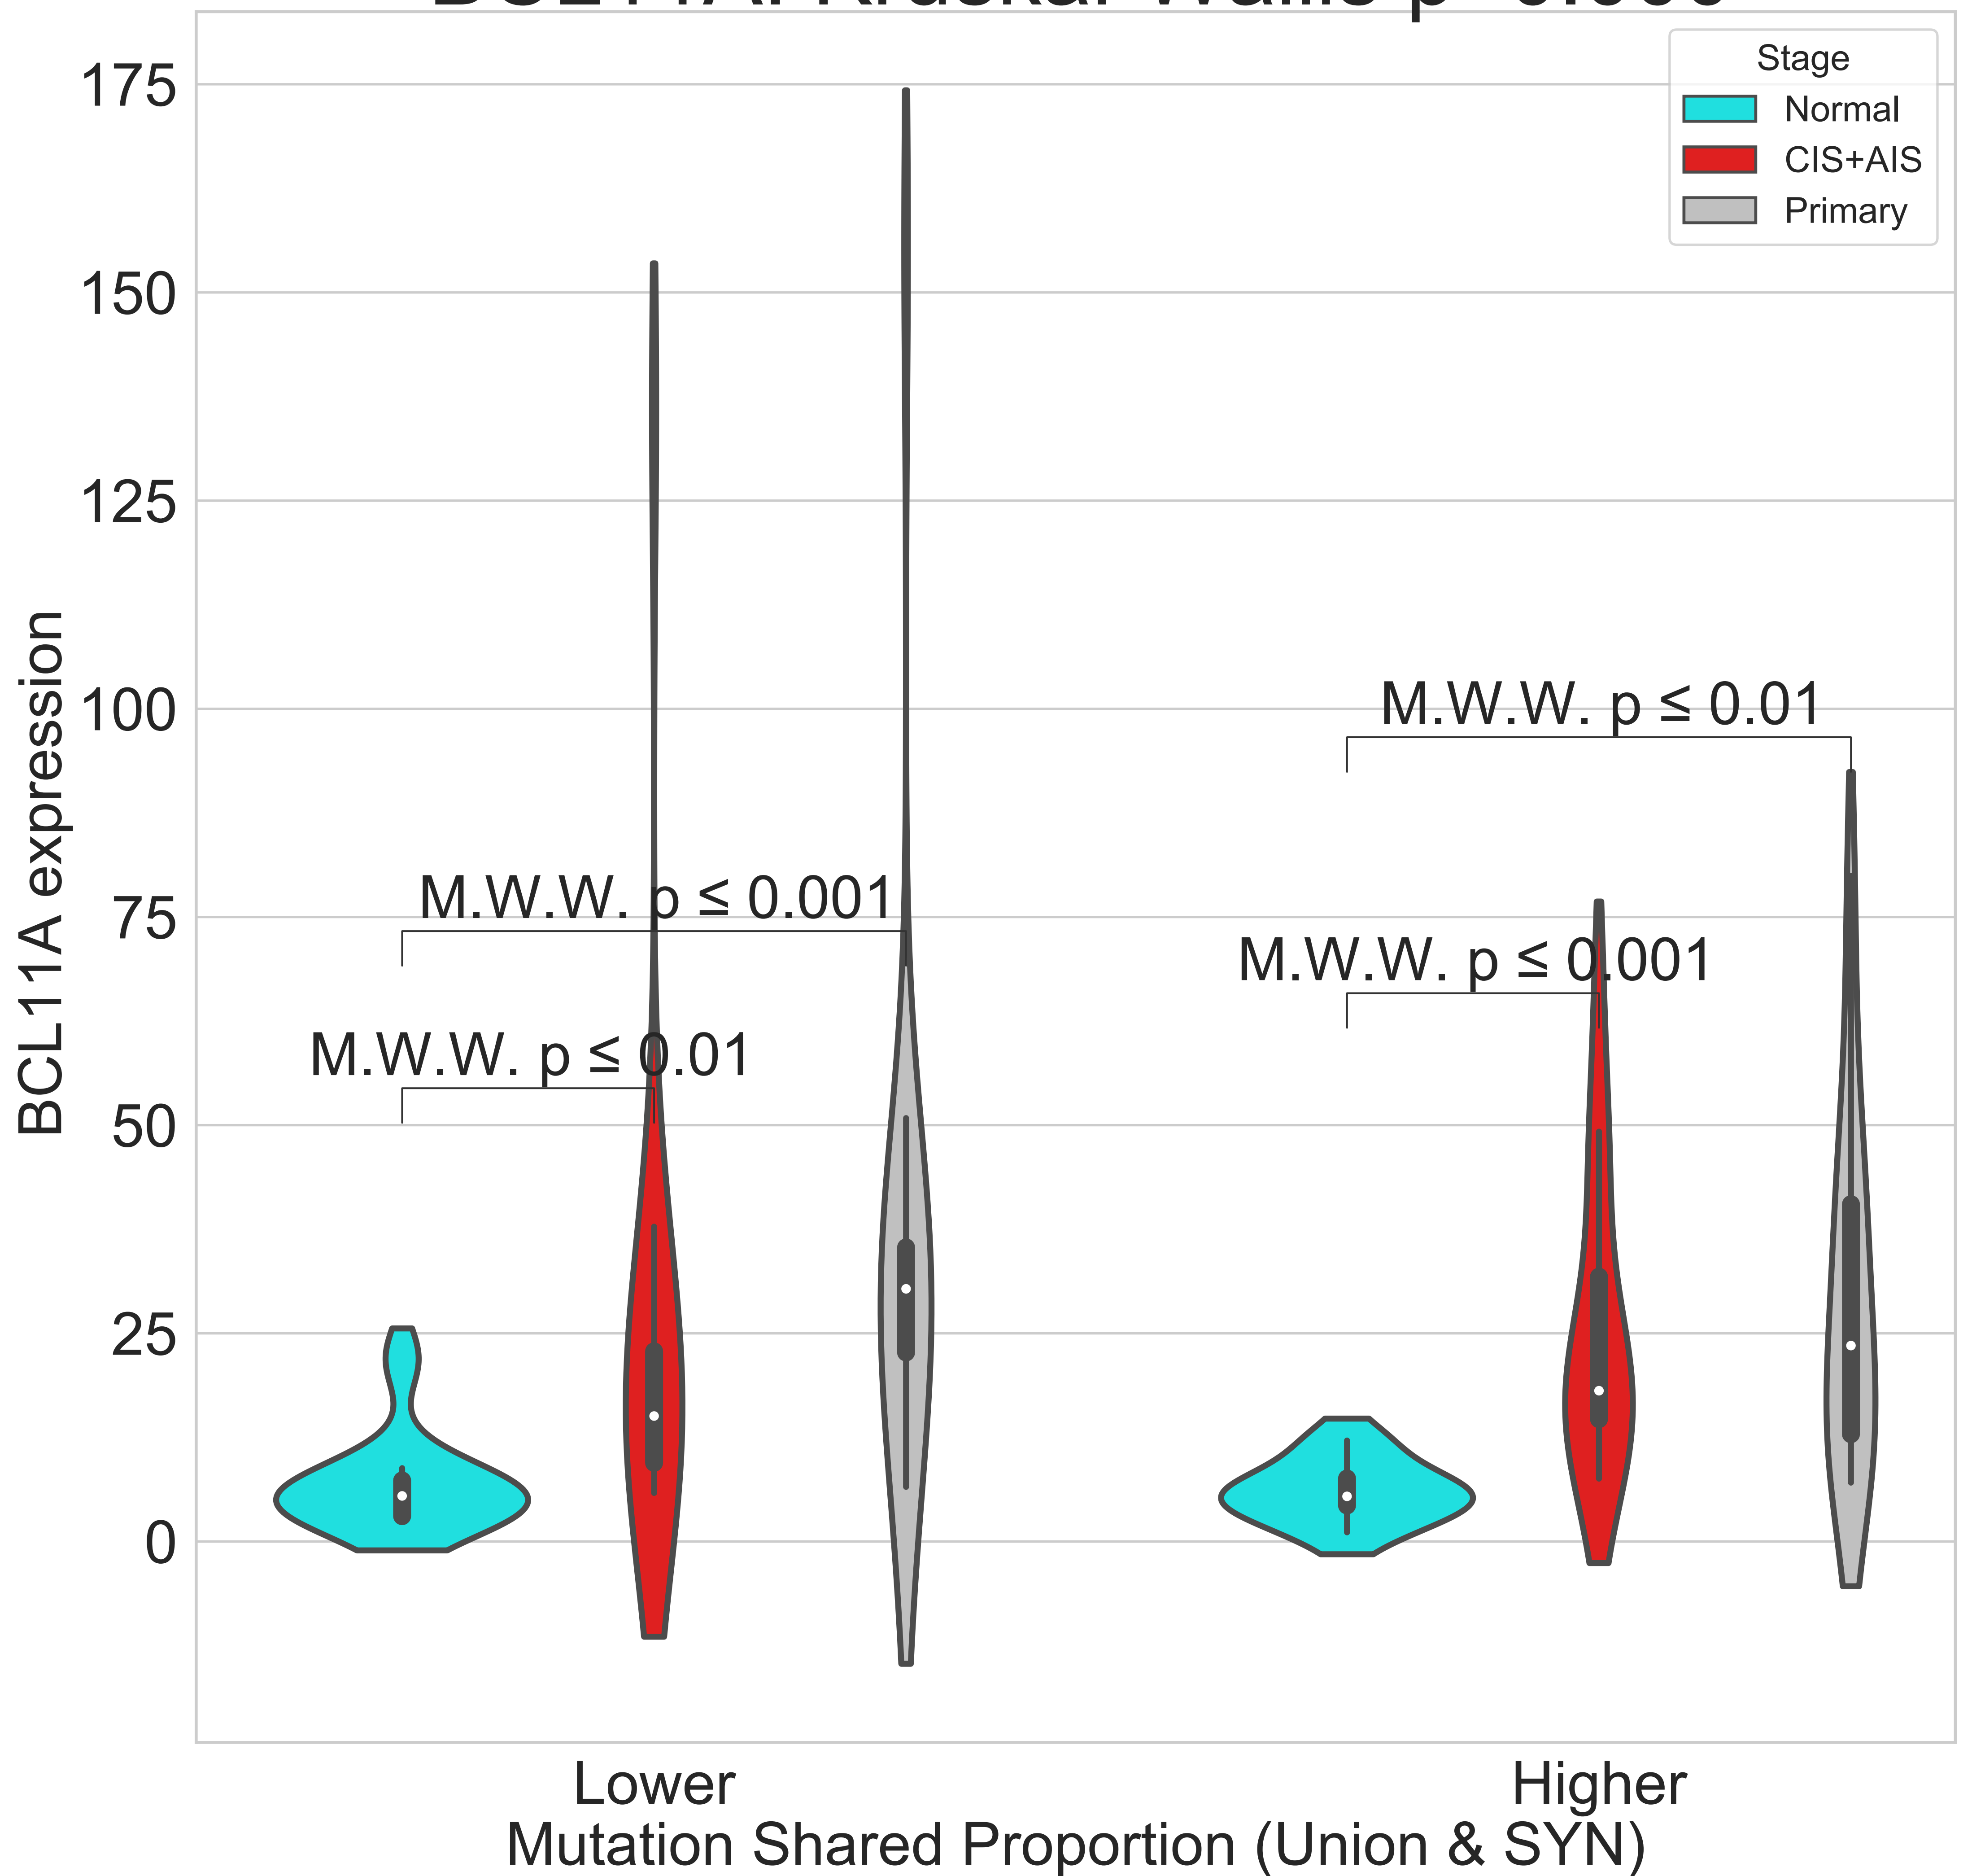 Stage
Normal
CIS+AIS
Primary
175
150
125
100
75
50
25
0
BCL11A expression
M.W.W. p ≤ 0.01
M.W.W. p ≤ 0.001
M.W.W. p ≤ 0.001
M.W.W. p ≤ 0.01
Lower
Higher
Mutation Shared Proportion (Union & SYN)